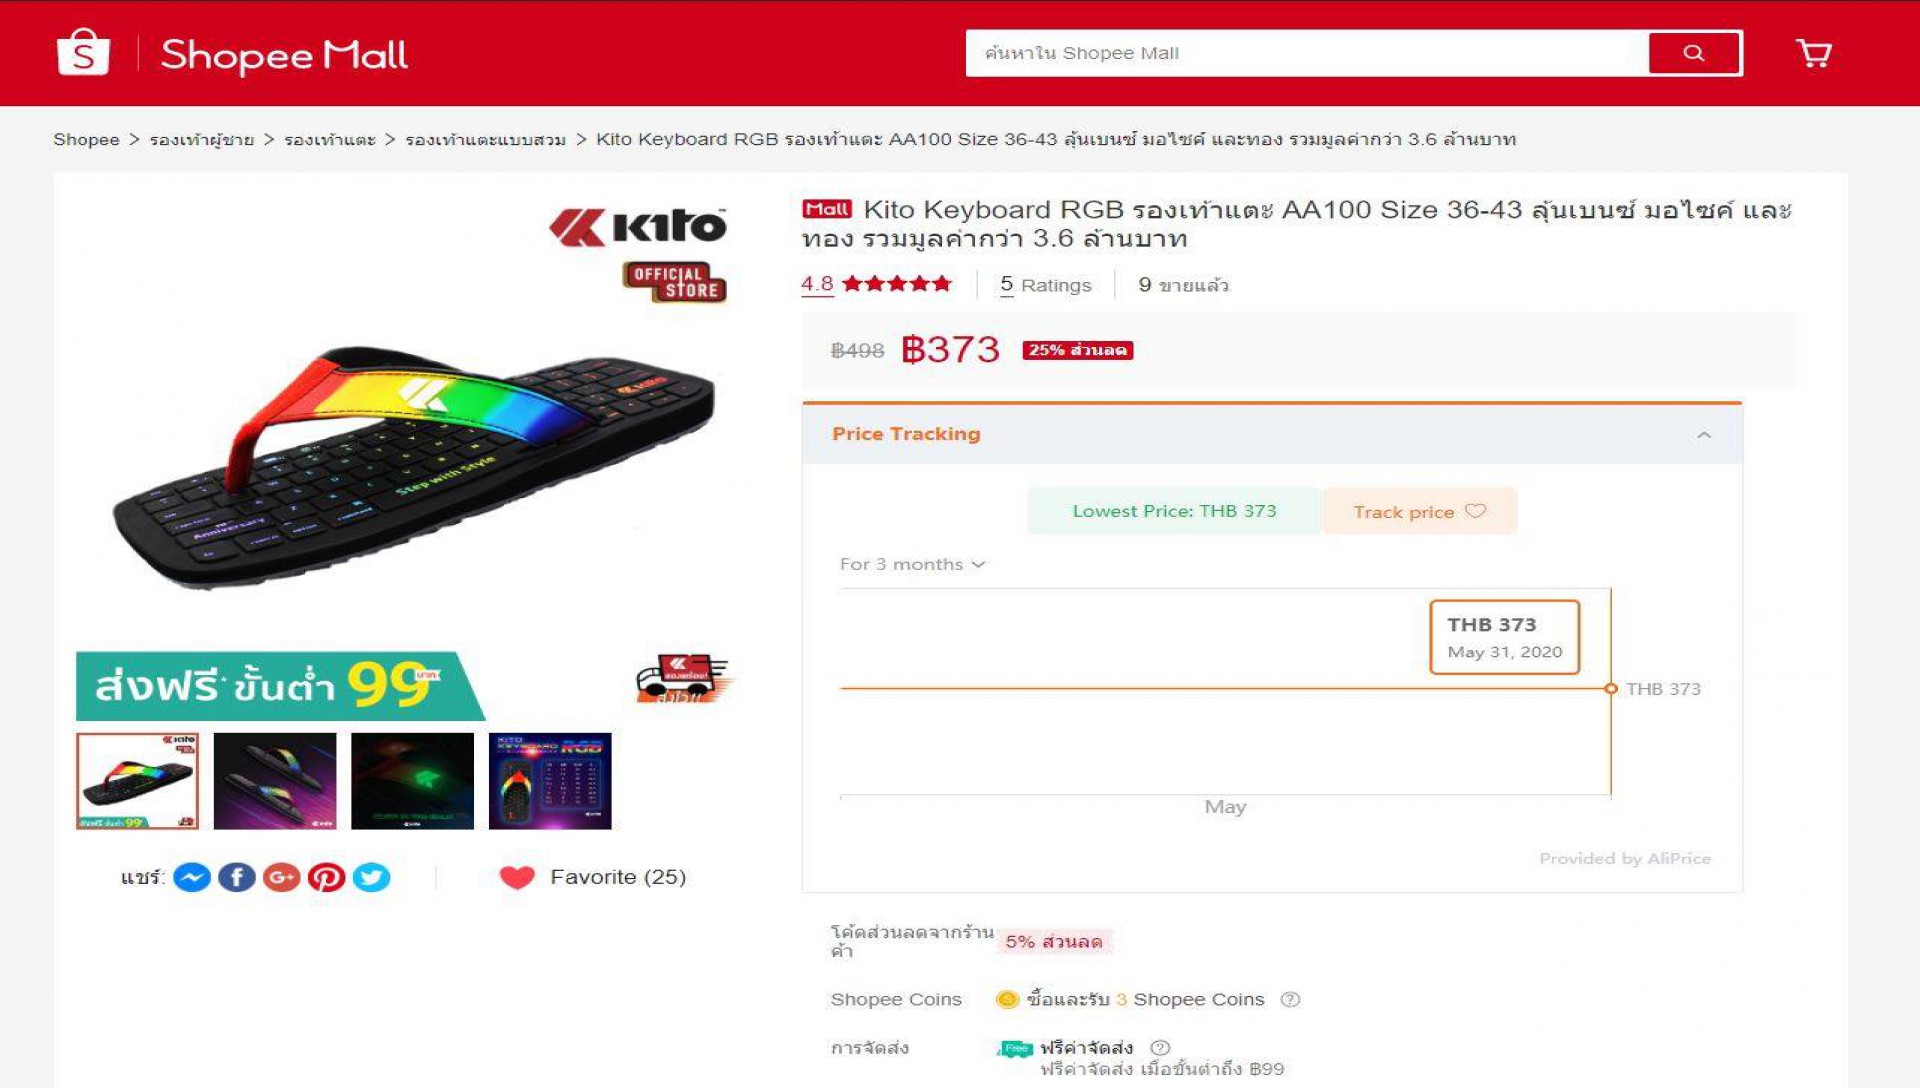 Shopee Mall
ค้นหาใน Shopee Mall
Shopee > รองเท้าผู้ชาย > รองเท้าแตะ > รองเท้าแตะแบบสวม > Kito Keyboard RGB รองเท้าแตะ AA100 Size 36-43 ลุ้นเบนซ์ มอไซค์ และทอง รวมมูลค่ากว่า 3.6 ล้านบาท
KITO
OFFICIAL
STORE
Kito
Step with Style
Anniversary
ส่งฟรี* ขั้นต่ำ 99 บาท
แชร์:
Favorite (25)
Mall Kito Keyboard RGB รองเท้าแตะ AA100 Size 36-43 ลุ้นเบนซ์ มอไซค์ และ
ทอง รวมมูลค่ากว่า 3.6 ล้านบาท
4.8 5 Ratings 9 ขายแล้ว
฿498 ฿373 25% ส่วนลด
Price Tracking
Lowest Price: THB 373 Track price
For 3 months
THB 373
May 31, 2020
THB 373
May
Provided by AliPrice
โค้ดส่วนลดจากร้าน
ค้า
5% ส่วนลด
Shopee Coins ซื้อและรับ 3 Shopee Coins
การจัดส่ง Free ฟรีค่าจัดส่ง
ฟรีค่าจัดส่ง เมื่อขั้นต่ำถึง ฿99